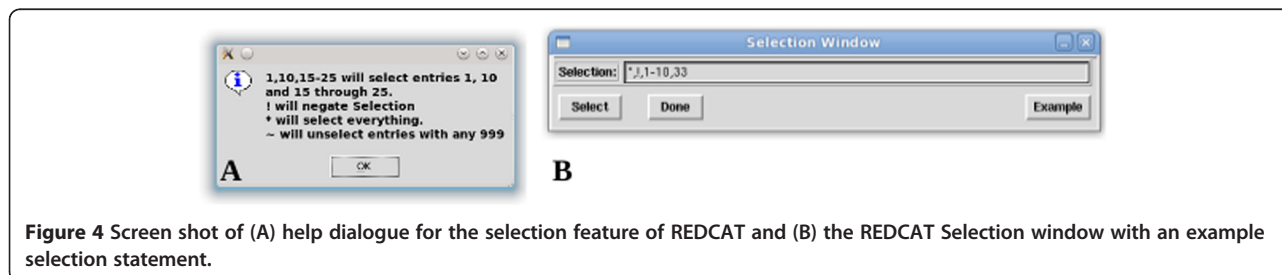 1,10,15-25 will select entries 1, 10
and 15 through 25.
! will negate Selection
* will select everything.
~ will unselect entries with any 999
OK
A
Selection Window
Selection: *,!,1-10,33
Select Done Example
B
Figure 4 Screen shot of (A) help dialogue for the selection feature of REDCAT and (B) the REDCAT Selection window with an example
selection statement.